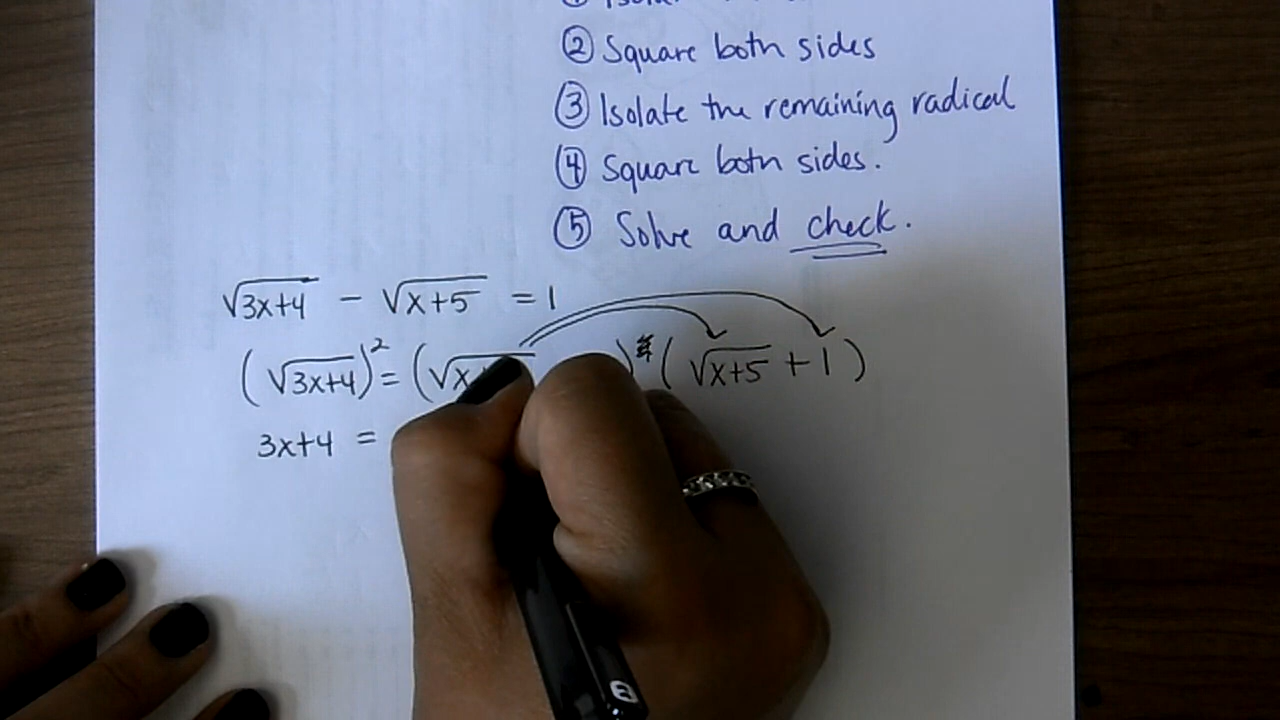 ② Square both sides
③ Isolate the remaining radical
④ Square both sides.
⑤ Solve and check.
√3x+4 - √x+5 = 1
(√3x+4)² = (√x ) (√x+5 + 1)
3x+4 =